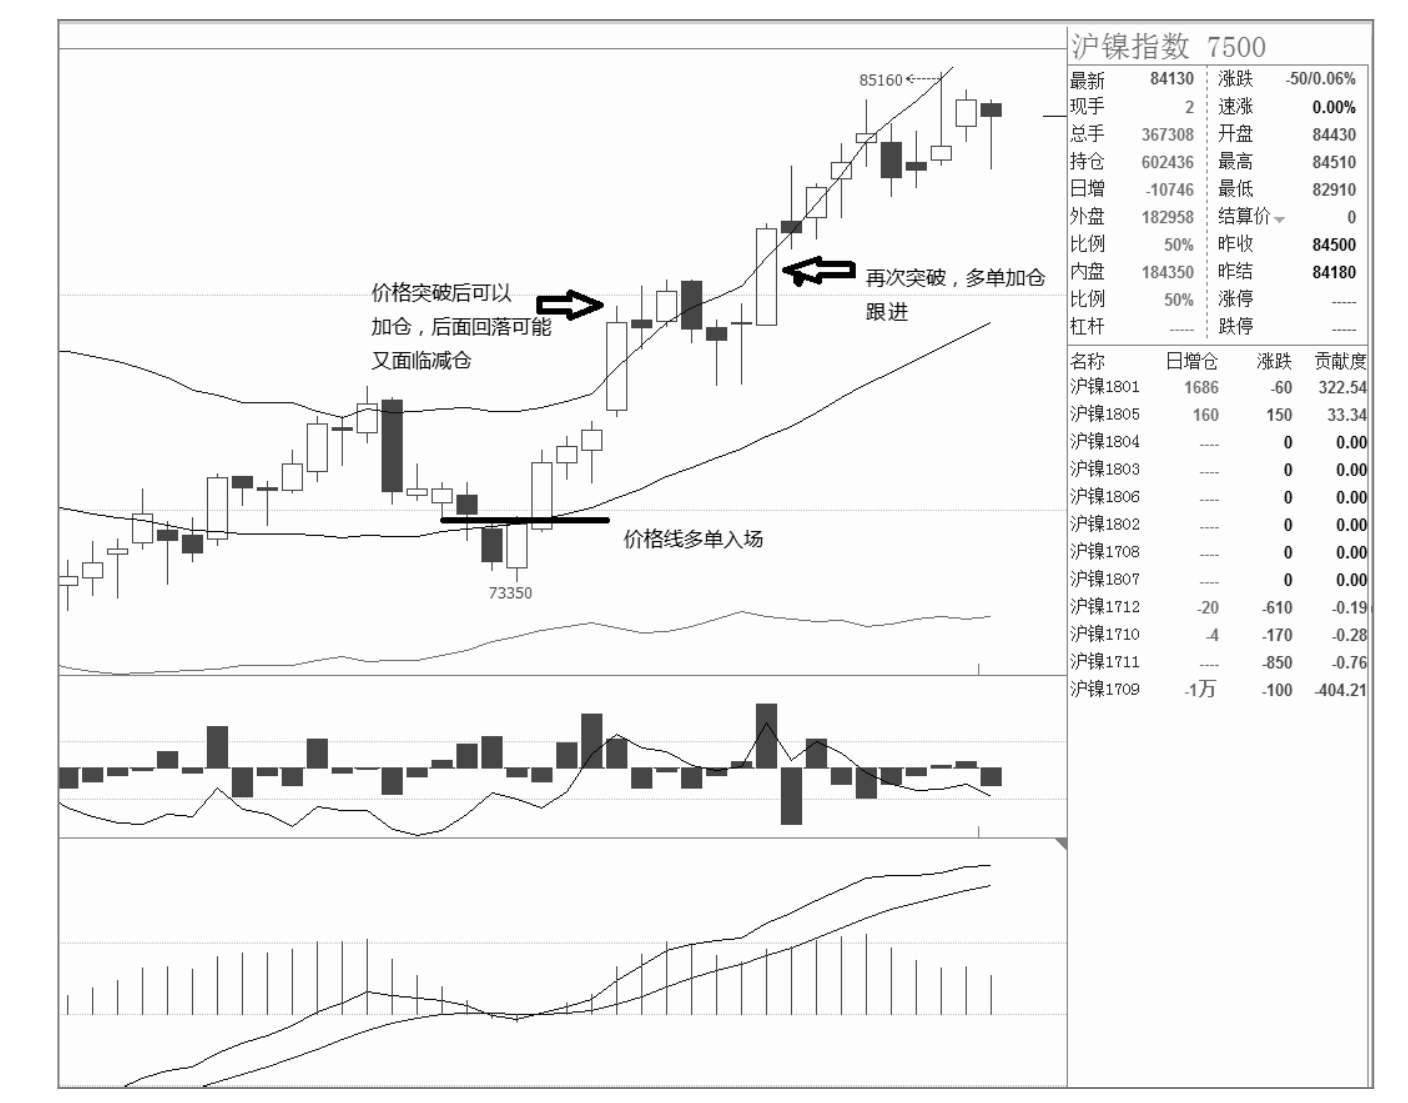 沪镍指数 7500
85160
最新 84130 涨跌 -50/0.06%
现手 2 速涨 0.00%
总手 367308 开盘 84430
持仓 602436 最高 84510
日增 -10746 最低 82910
外盘 182958 结算价 0
比例 50% 昨收 84500
内盘 184350 昨结 84180
比例 50% 涨停 -----
杠杆 ----- 跌停 -----
价格突破后可以
加仓，后面回落可能
又面临减仓
再次突破，多单加仓
跟进
价格线多单入场
73350
名称 日增仓 涨跌 贡献度
沪镍1801 1686 -60 322.54
沪镍1805 160 150 33.34
沪镍1804 ---- 0 0.00
沪镍1803 ---- 0 0.00
沪镍1806 ---- 0 0.00
沪镍1802 ---- 0 0.00
沪镍1708 ---- 0 0.00
沪镍1807 ---- 0 0.00
沪镍1712 -20 -610 -0.19
沪镍1710 -4 -170 -0.28
沪镍1711 ---- -850 -0.76
沪镍1709 -1万 -100 -404.21